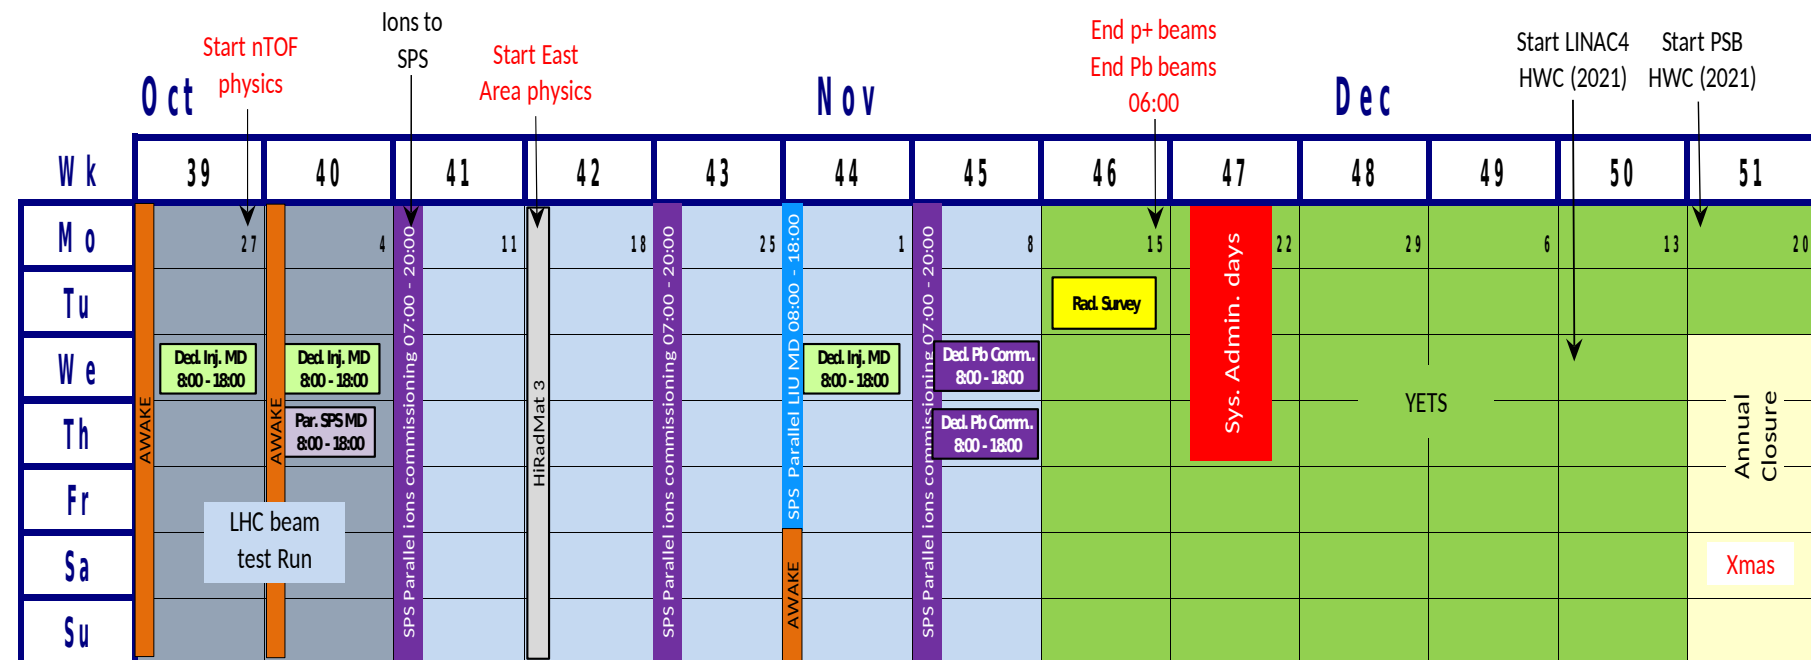 Ions to
SPS
Start nTOF
physics
Start East
Area physics
End p+ beams
End Pb beams
06:00
Start LINAC4
HWC (2021)
Start PSB
HWC (2021)
Oct
Nov
Dec
Wk 39 40 41 42 43 44 45 46 47 48 49 50 51
Mo 27 4 11 18 25 1 8 15 22 29 6 13 20
Tu
We
Th
Fr
Sa
Su
AWAKE
Ded. Inj. MD
8:00 - 18:00
LHC beam
test Run
AWAKE
Ded. Inj. MD
8:00 - 18:00
Par. SPS MD
8:00 - 18:00
SPS Parallel ions commissioning 07:00 - 20:00
HiRadMat 3
SPS Parallel ions commissioning 07:00 - 20:00
SPS Parallel LIU MD 08:00 - 18:00
AWAKE
Ded. Inj. MD
8:00 - 18:00
SPS Parallel ions commissioning 07:00 - 20:00
Ded. Pb Comm..
8:00 - 18:00
Ded. Pb Comm..
8:00 - 18:00
Rad. Survey
Sys. Admin. days
YETS
Annual
Closure
Xmas